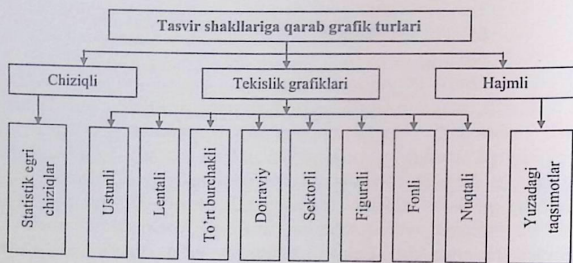 Tasvir shakllariga qarab grafik turlari
Chiziqli
Tekislik grafiklari
Hajmli
Statistik egri
chiziqlar
Ustunli
Lentali
To'rt burchakli
Doiraviy
Sektorli
Figurali
Fonli
Nuqtali
Yuzadagi
taqsimotlar